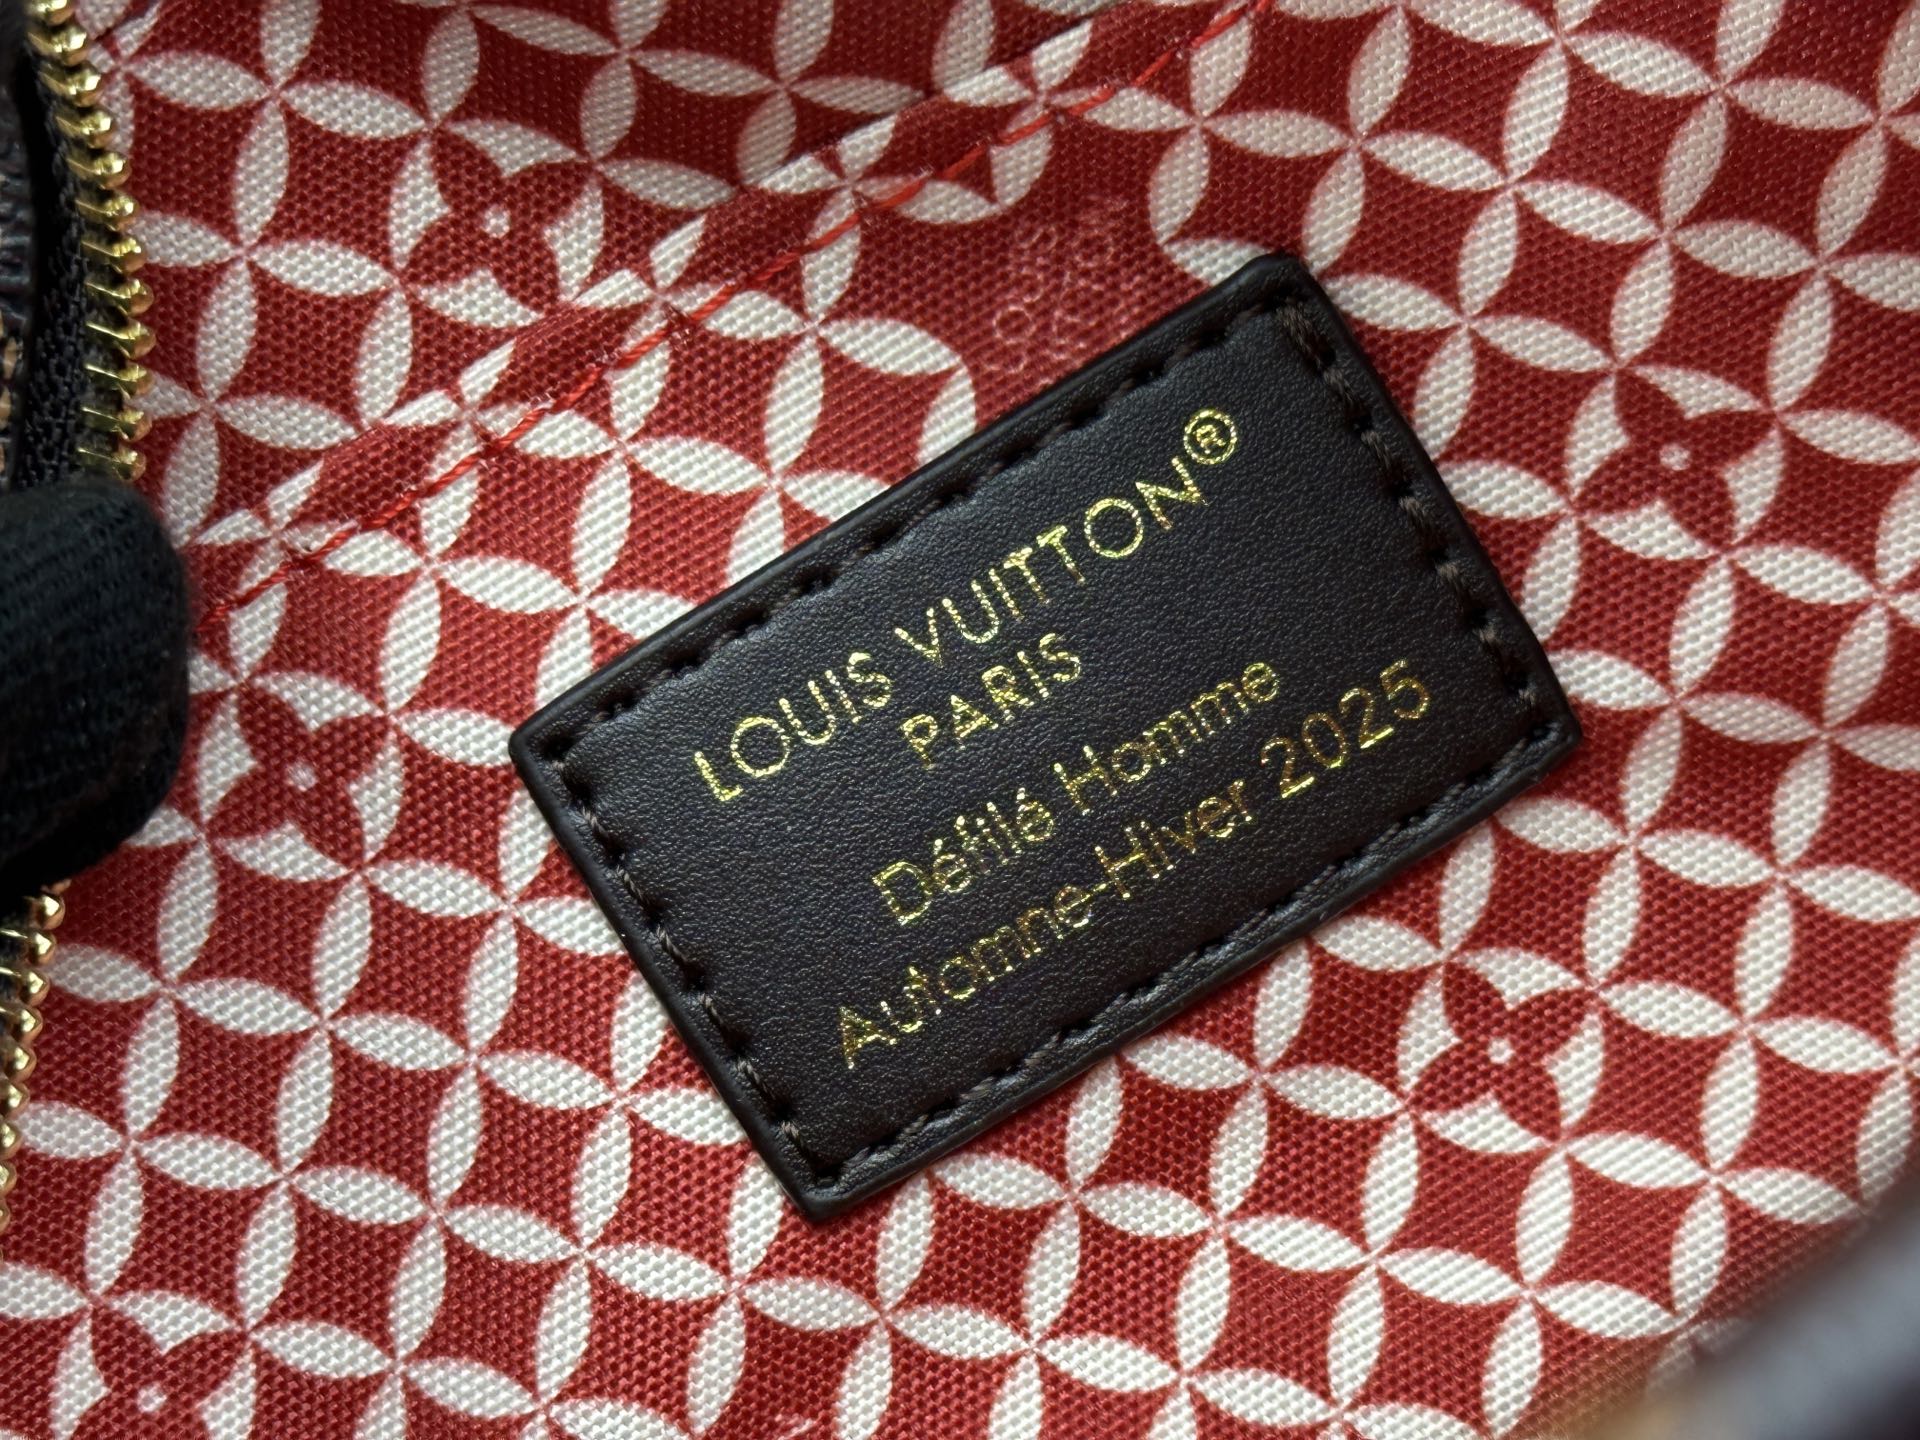 LOUIS VUITTON®
PARIS
Défilé Homme
Automne-Hiver 2025